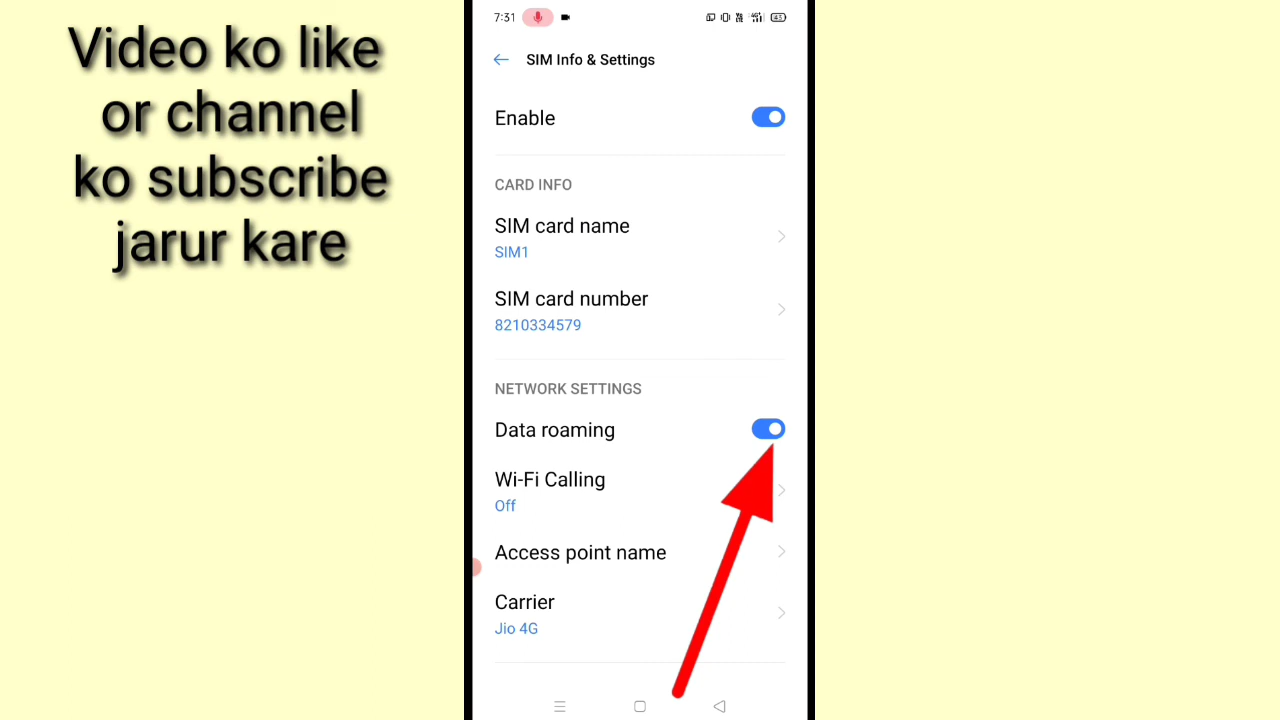 Video ko like
or channel
ko subscribe
jarur kare
7:31
SIM Info & Settings
Enable
CARD INFO
SIM card name
SIM1
SIM card number
8210334579
NETWORK SETTINGS
Data roaming
Wi-Fi Calling
Off
Access point name
Carrier
Jio 4G